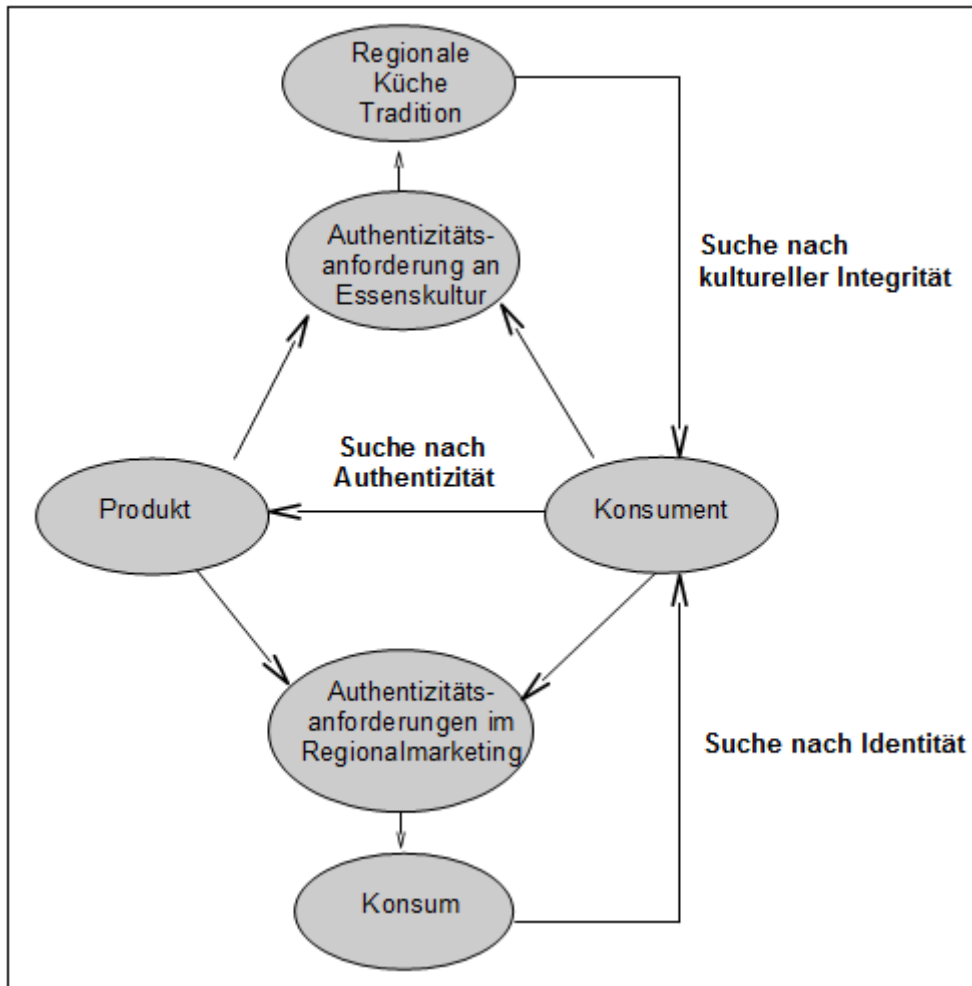 Regionale
Küche
Tradition
Authentizitäts-
anforderung an
Essenskultur
Suche nach
kultureller Integrität
Suche nach
Authentizität
Produkt
Konsument
Authentizitäts-
anforderungen im
Regionalmarketing
Suche nach Identität
Konsum